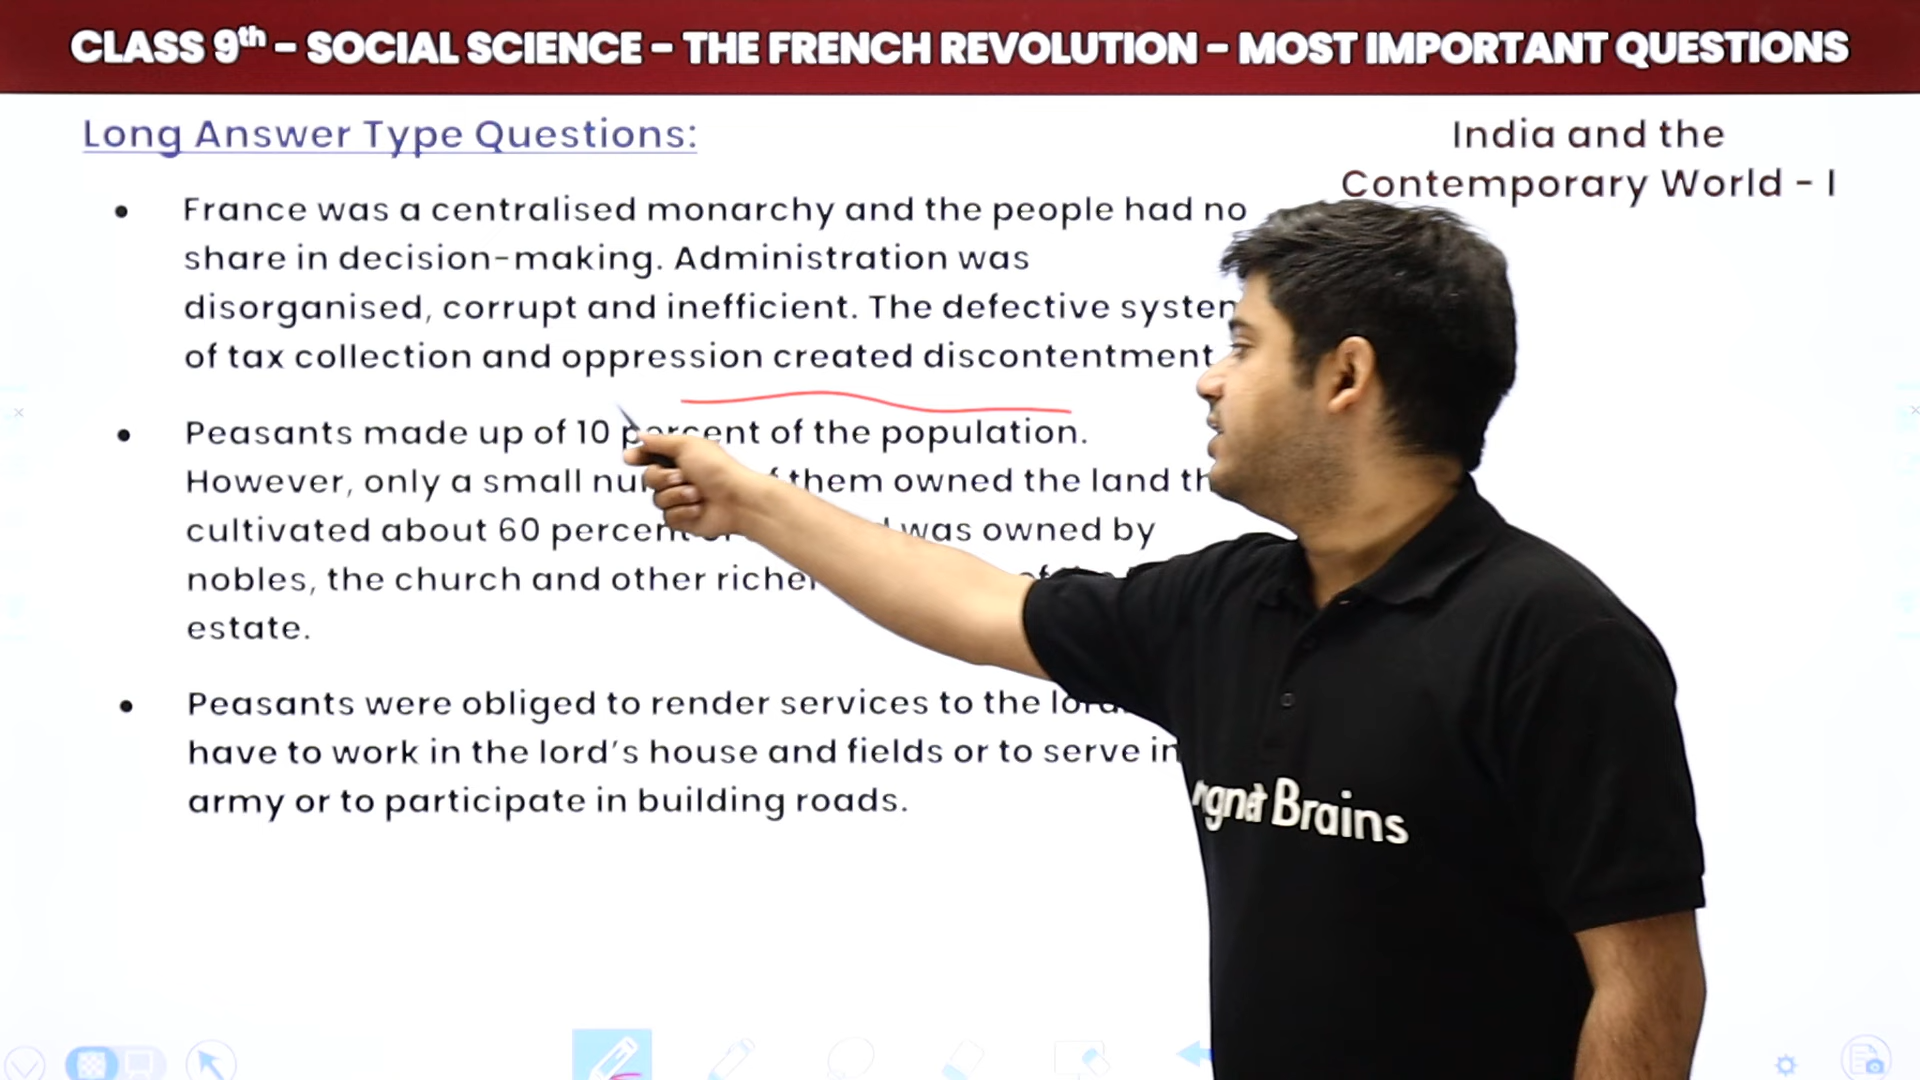 CLASS 9th – SOCIAL SCIENCE – THE FRENCH REVOLUTION – MOST IMPORTANT QUESTIONS
Long Answer Type Questions:
India and the
Contemporary World - I
• France was a centralised monarchy and the people had no
share in decision-making. Administration was
disorganised, corrupt and inefficient. The defective system
of tax collection and oppression created discontentment
• Peasants made up of 10 percent of the population.
However, only a small them owned the land
cultivated about 60 percent was owned by
nobles, the church and other richer of
estate.
• Peasants were obliged to render services to the
have to work in the lord's house and fields or to serve in
army or to participate in building roads.
Brains